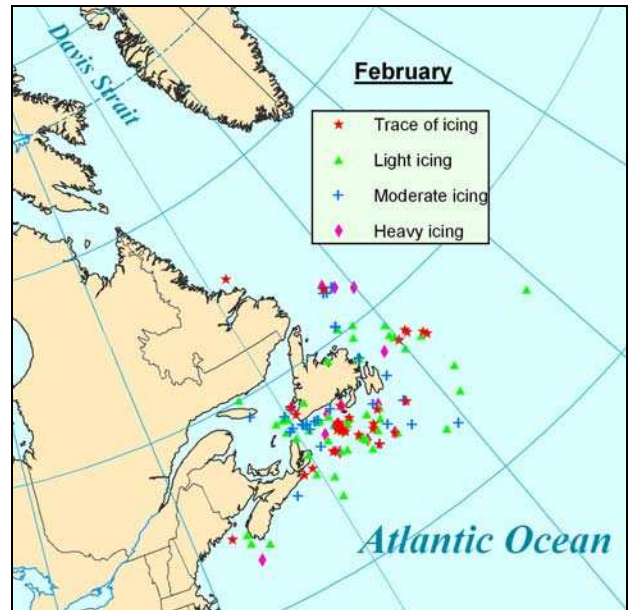 Davis Strait
February
Trace of icing
Light icing
Moderate icing
Heavy icing
Atlantic Ocean